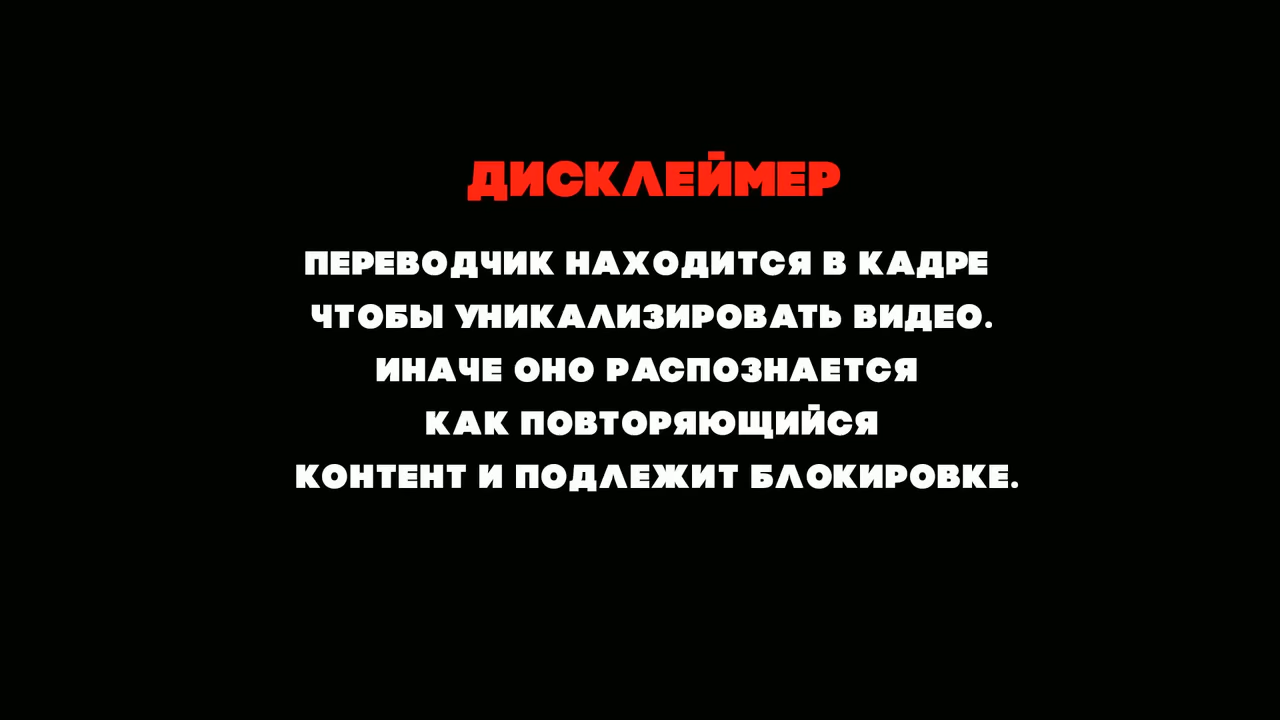 ДИСКЛЕЙМЕР
ПЕРЕВОДЧИК НАХОДИТСЯ В КАДРЕ
ЧТОБЫ УНИКАЛИЗИРОВАТЬ ВИДЕО.
ИНАЧЕ ОНО РАСПОЗНАЕТСЯ
КАК ПОВТОРЯЮЩИЙСЯ
КОНТЕНТ И ПОДЛЕЖИТ БЛОКИРОВКЕ.